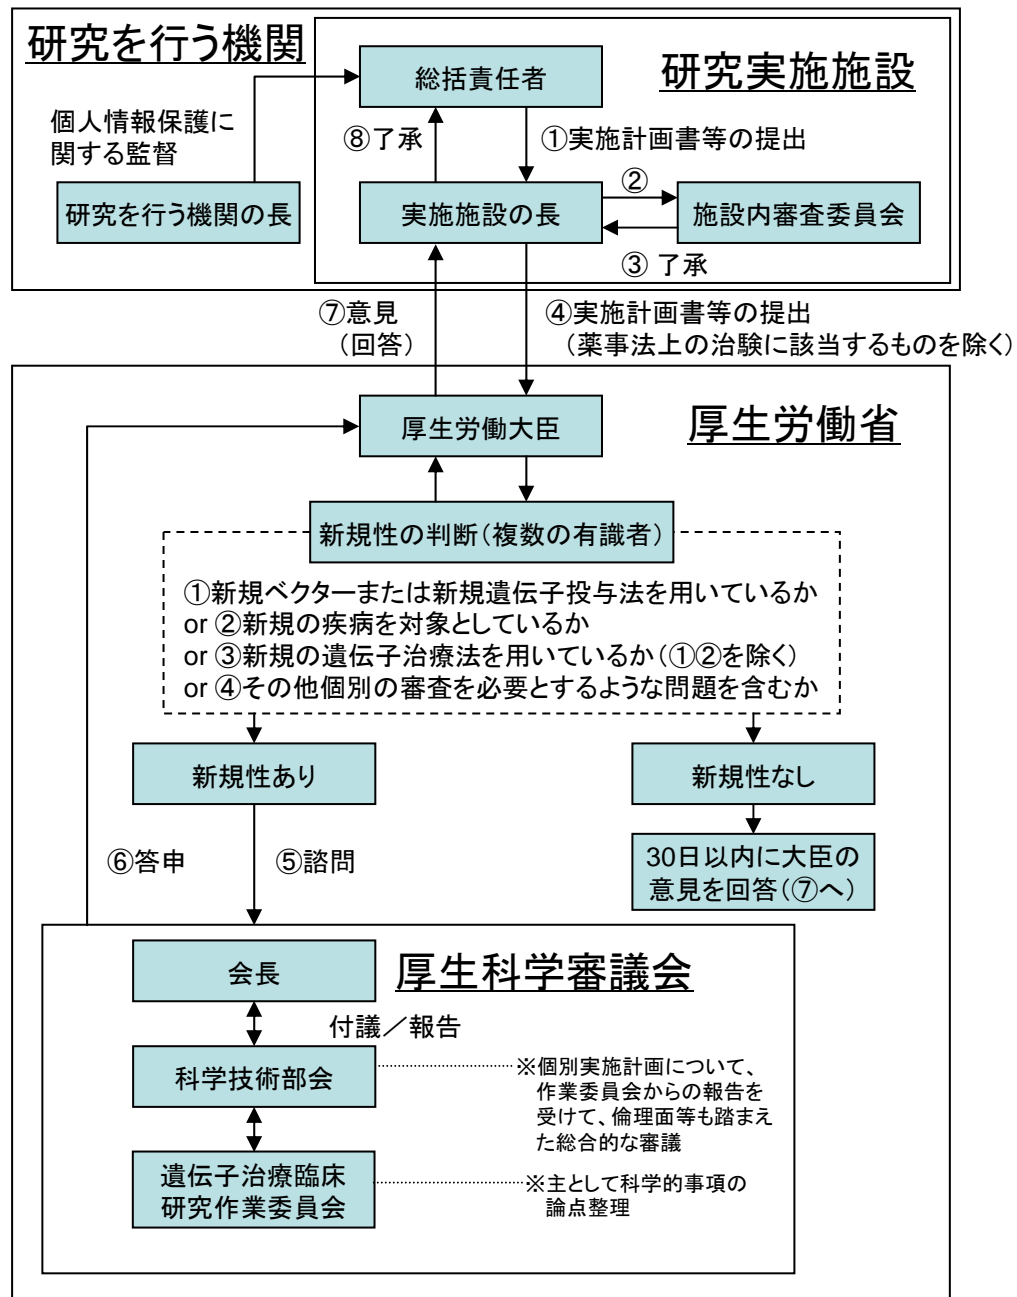 研究を行う機関
研究実施施設
総括責任者
個人情報保護に
関する監督
⑧了承
①実施計画書等の提出
研究を行う機関の長
実施施設の長
②
施設内審査委員会
③ 了承
⑦意見
（回答）
④実施計画書等の提出
（薬事法上の治験に該当するものを除く）
厚生労働省
厚生労働大臣
新規性の判断（複数の有識者）
①新規ベクターまたは新規遺伝子投与法を用いているか
or ②新規の疾病を対象としているか
or ③新規の遺伝子治療法を用いているか（①②を除く）
or ④その他個別の審査を必要とするような問題を含むか
新規性あり
新規性なし
⑥答申
⑤諮問
30日以内に大臣の
意見を回答（⑦へ）
厚生科学審議会
会長
付議／報告
科学技術部会
※個別実施計画について、
作業委員会からの報告を
受けて、倫理面等も踏まえ
た総合的な審議
遺伝子治療臨床
研究作業委員会
※主として科学的事項の
論点整理